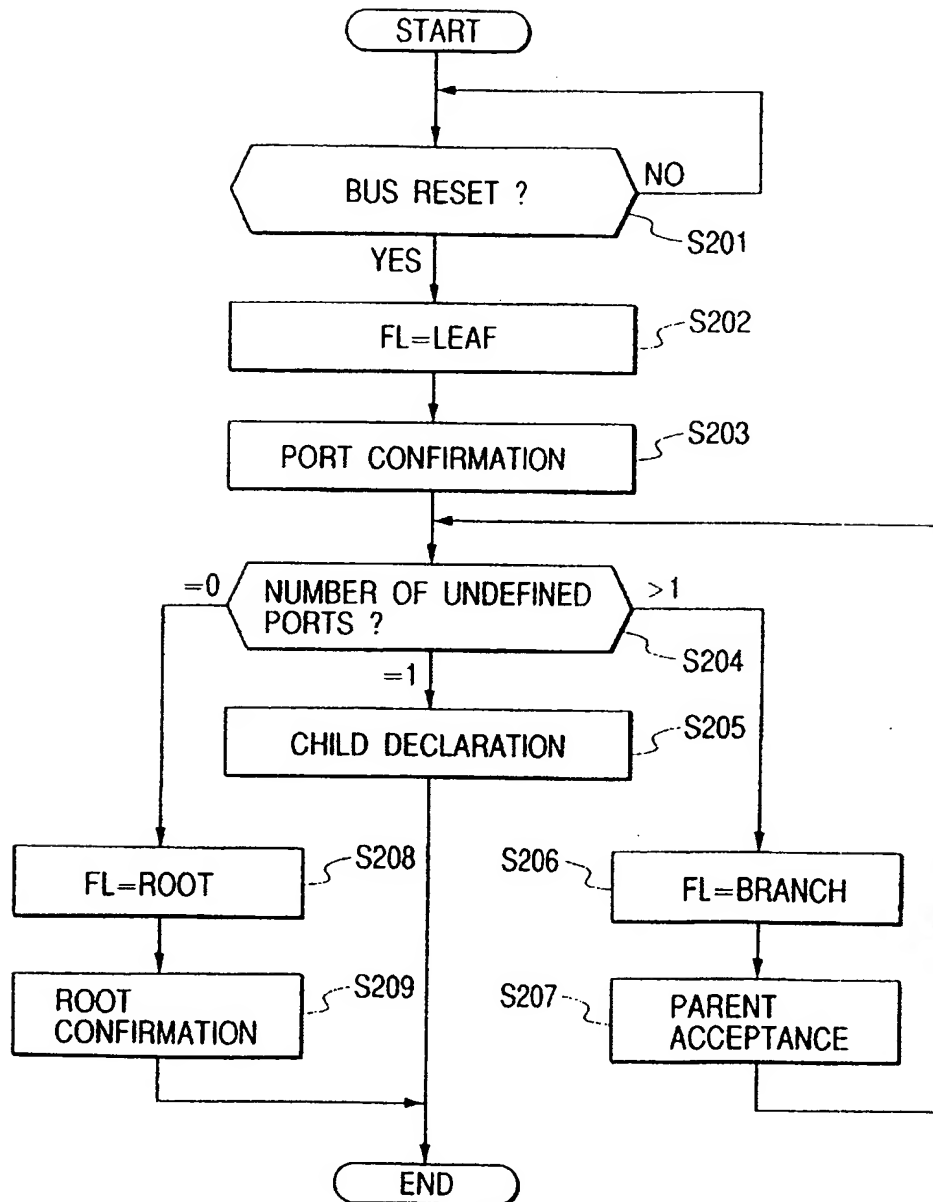 START
BUS RESET ?
NO
S201
YES
FL=LEAF
S202
PORT CONFIRMATION
S203
=0
NUMBER OF UNDEFINED
PORTS ?
>1
S204
=1
CHILD DECLARATION
S205
FL=ROOT
S208
S206
FL=BRANCH
ROOT
CONFIRMATION
S209
S207
PARENT
ACCEPTANCE
END